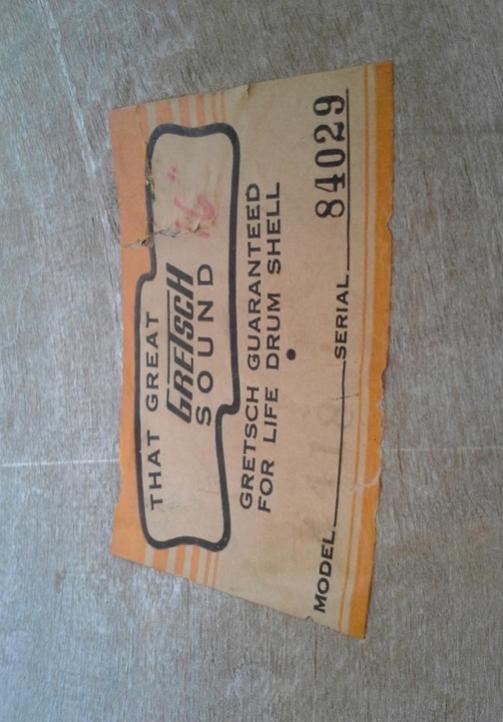 THAT GREAT
GRETSCH
SOUND
GRETSCH GUARANTEED
FOR LIFE DRUM SHELL
MODEL SERIAL 84029